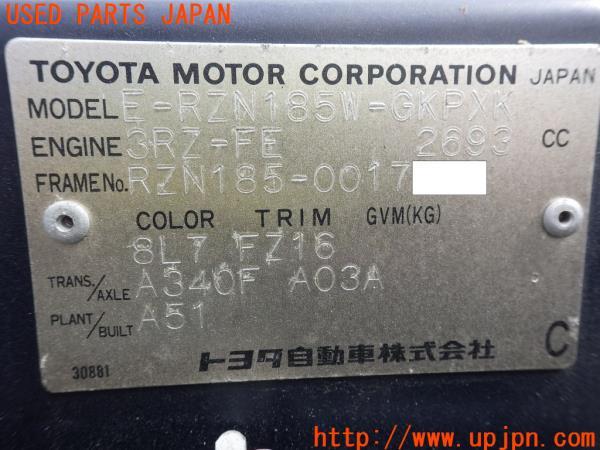 USED PARTS JAPAN
TOYOTA MOTOR CORPORATION JAPAN
MODEL E-RZN185W-GKPXK
ENGINE 3RZ-FE 2693 CC
FRAME No. RZN185-0017
COLOR TRIM GVM(KG)
8L7 FZ16
TRANS./AXLE A340F A03A
PLANT/BUILT A51
トヨタ自動車株式会社 C
30881
UPJ http://www.upjpn.com/